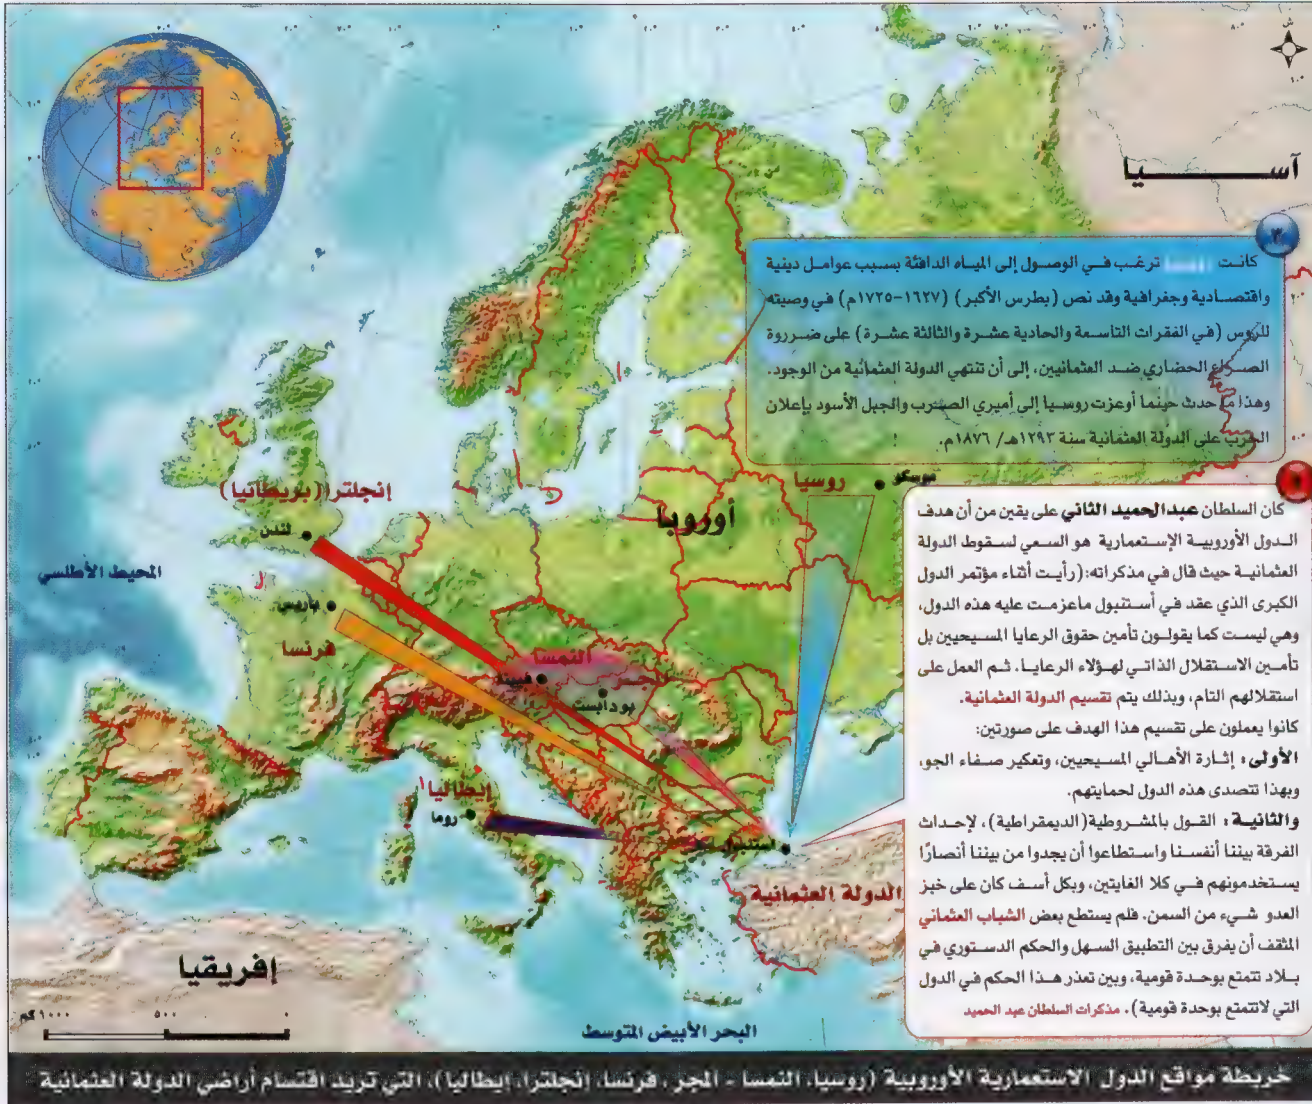 ش
آســـيا
٣
كانت روسيا ترغب في الوصول إلى المياه الدافئة بسبب عوامل دينية
واقتصادية وجغرافية وقد نص (بطرس الأكبر) (١٦٢٧-١٧٢٥م) في وصيته
للروس (في الفقرات التاسعة والحادية عشرة والثالثة عشرة) على ضرورة
الصراع الحضاري ضد العثمانيين، إلى أن تنتهي الدولة العثمانية من الوجود.
وهذا ما حدث حينما أوعزت روسيا إلى أميري الصرب والجبل الأسود بإعلان
الحرب على الدولة العثمانية سنة ١٢٩٣هـ/ ١٨٧٦م.
موسكو
روسيا
إنجلترا (بريطانيا)
لندن
أوروبا
المحيط الأطلسي
باريس
فرنسا
النمسا
فيينا
بودابست
إيطاليا
روما
استنبول
الدولة العثمانية
إفريقيا
البحر الأبيض المتوسط
٠ ٥٠٠ ١٠٠٠ كم
كان السلطان عبدالحميد الثاني على يقين من أن هدف
الدول الأوروبية الإستعمارية هو السعي لسقوط الدولة
العثمانية حيث قال في مذكراته: (رأيت أثناء مؤتمر الدول
الكبرى الذي عقد في أستنبول ماعزمت عليه هذه الدول،
وهي ليست كما يقولون تأمين حقوق الرعايا المسيحيين بل
تأمين الاستقلال الذاتي لهؤلاء الرعايا. ثم العمل على
استقلالهم التام، وبذلك يتم تقسيم الدولة العثمانية.
كانوا يعملون على تقسيم هذا الهدف على صورتين:
الأولى: إثارة الأهالي المسيحيين، وتعكير صفاء الجو،
وبهذا تتصدى هذه الدول لحمايتهم.
والثانية: القول بالمشروطية (الديمقراطية)، لإحداث
الفرقة بيننا أنفسنا واستطاعوا أن يجدوا من بيننا أنصارًا
يستخدمونهم في كلا الغايتين، وبكل أسف كان على خبز
العدو شيء من السمن. فلم يستطع بعض الشباب العثماني
المثقف أن يفرق بين التطبيق السهل والحكم الدستوري في
بلاد تتمتع بوحدة قومية، وبين تعذر هذا الحكم في الدول
التي لاتتمتع بوحدة قومية). مذكرات السلطان عبد الحميد
خريطة مواقع الدول الاستعمارية الأوروبية (روسيا، النمسا - المجر، فرنسا، إنجلترا، إيطاليا)، التي تريد اقتسام أراضي الدولة العثمانية